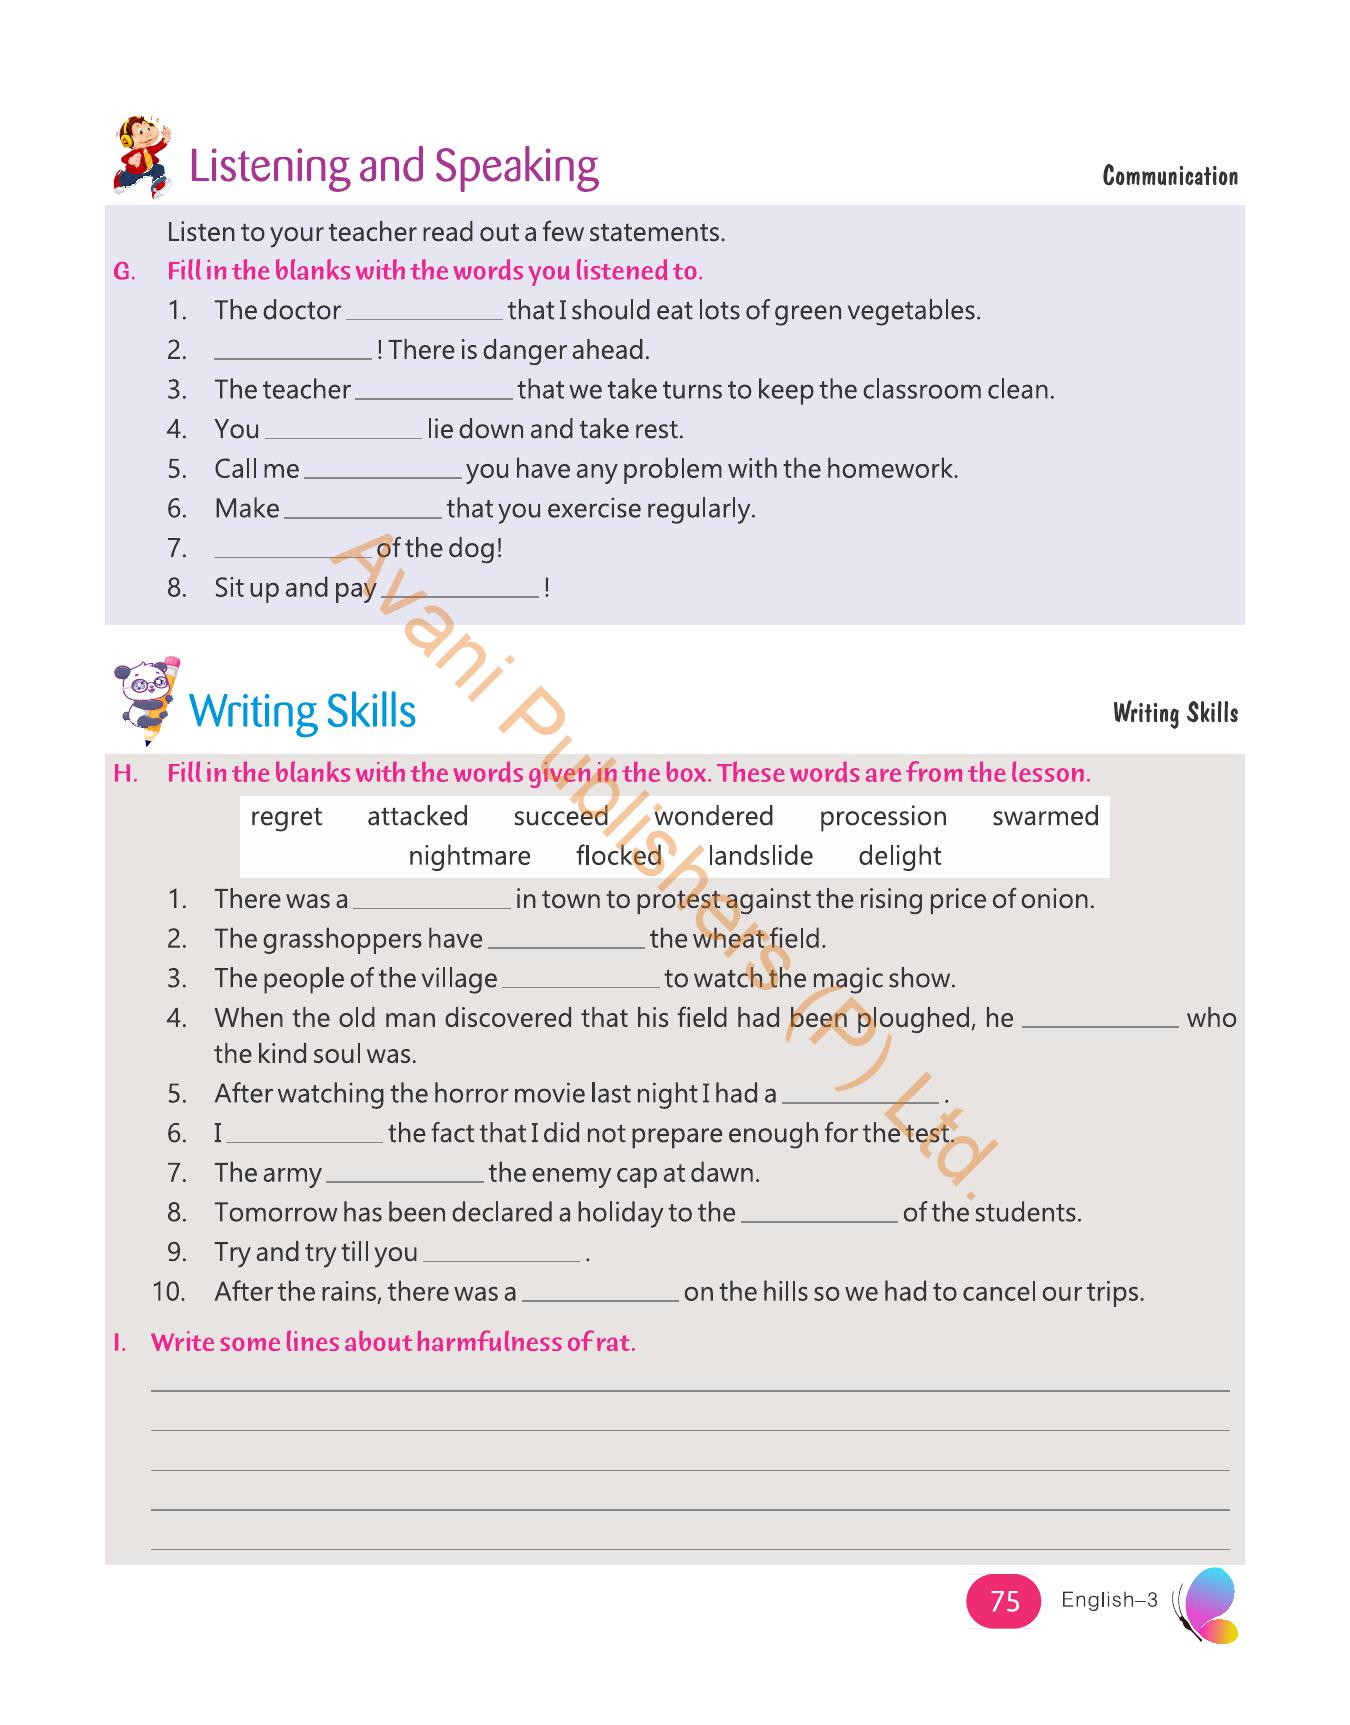 Listening and Speaking
Communication
Listen to your teacher read out a few statements.
G. Fill in the blanks with the words you listened to.
1. The doctor ____________ that I should eat lots of green vegetables.
2. ____________ ! There is danger ahead.
3. The teacher ____________ that we take turns to keep the classroom clean.
4. You ____________ lie down and take rest.
5. Call me ____________ you have any problem with the homework.
6. Make ____________ that you exercise regularly.
7. ____________ of the dog!
8. Sit up and pay ____________ !
Writing Skills
Writing Skills
H. Fill in the blanks with the words given in the box. These words are from the lesson.
regret attacked succeed wondered procession swarmed
nightmare flocked landslide delight
1. There was a ____________ in town to protest against the rising price of onion.
2. The grasshoppers have ____________ the wheat field.
3. The people of the village ____________ to watch the magic show.
4. When the old man discovered that his field had been ploughed, he ____________ who
the kind soul was.
5. After watching the horror movie last night I had a ____________ .
6. I ____________ the fact that I did not prepare enough for the test.
7. The army ____________ the enemy cap at dawn.
8. Tomorrow has been declared a holiday to the ____________ of the students.
9. Try and try till you ____________ .
10. After the rains, there was a ____________ on the hills so we had to cancel our trips.
I. Write some lines about harmfulness of rat.
75 English–3
Avani Publishers (P) Ltd.